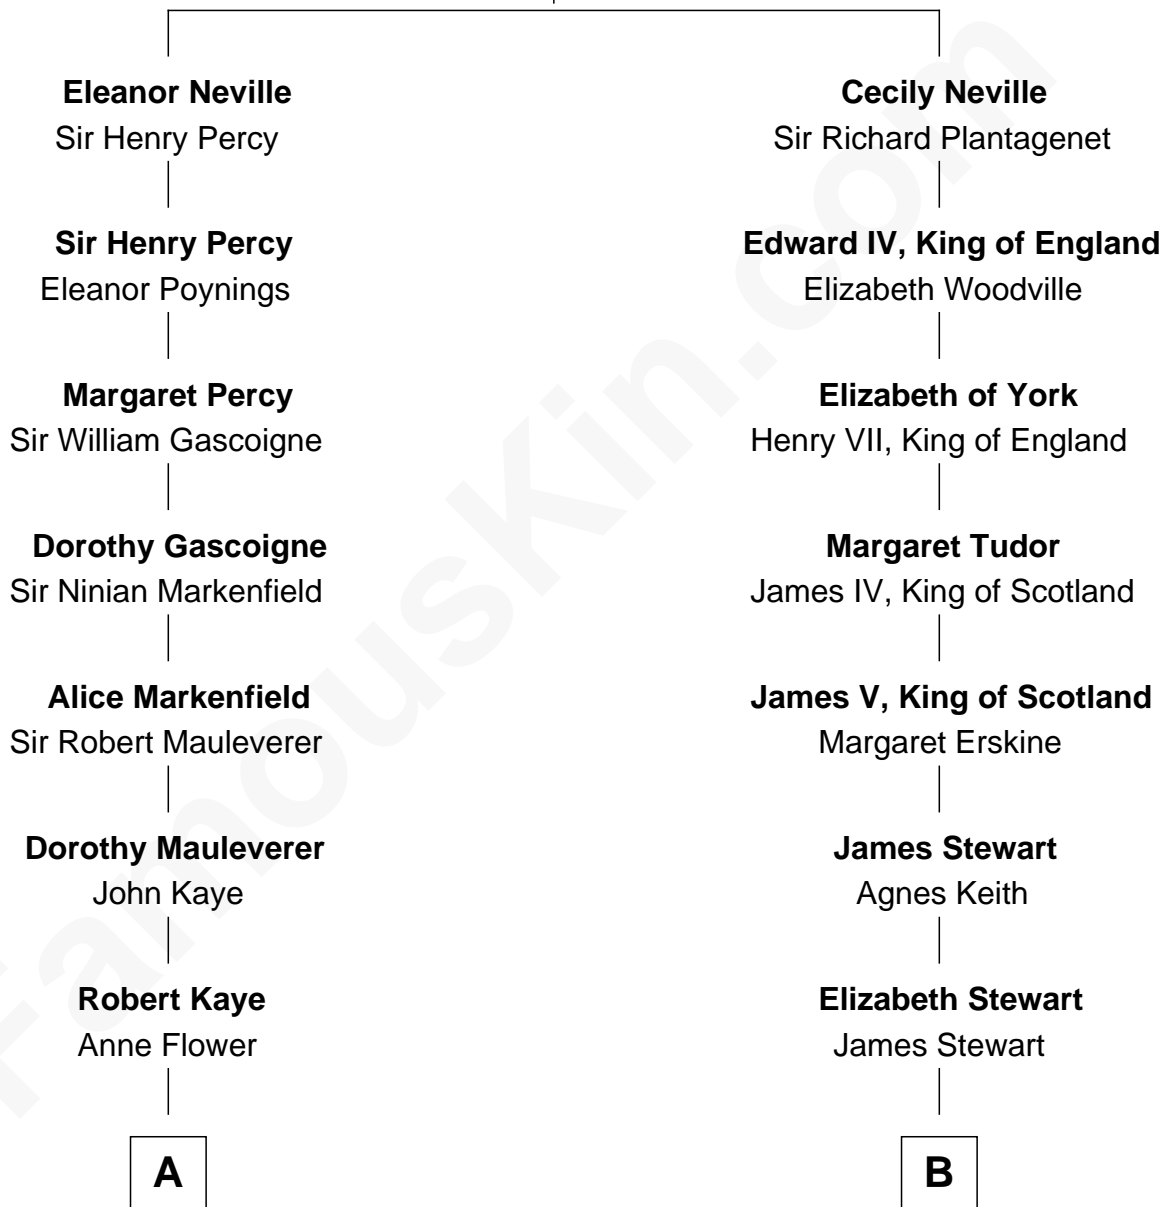 Eleanor Neville
Sir Henry Percy
Sir Henry Percy
Eleanor Poynings
Margaret Percy
Sir William Gascoigne
Dorothy Gascoigne
Sir Ninian Markenfield
Alice Markenfield
Sir Robert Mauleverer
Dorothy Mauleverer
John Kaye
Robert Kaye
Anne Flower
A
Cecily Neville
Sir Richard Plantagenet
Edward IV, King of England
Elizabeth Woodville
Elizabeth of York
Henry VII, King of England
Margaret Tudor
James IV, King of Scotland
James V, King of Scotland
Margaret Erskine
James Stewart
Agnes Keith
Elizabeth Stewart
James Stewart
B
FamousKin.com